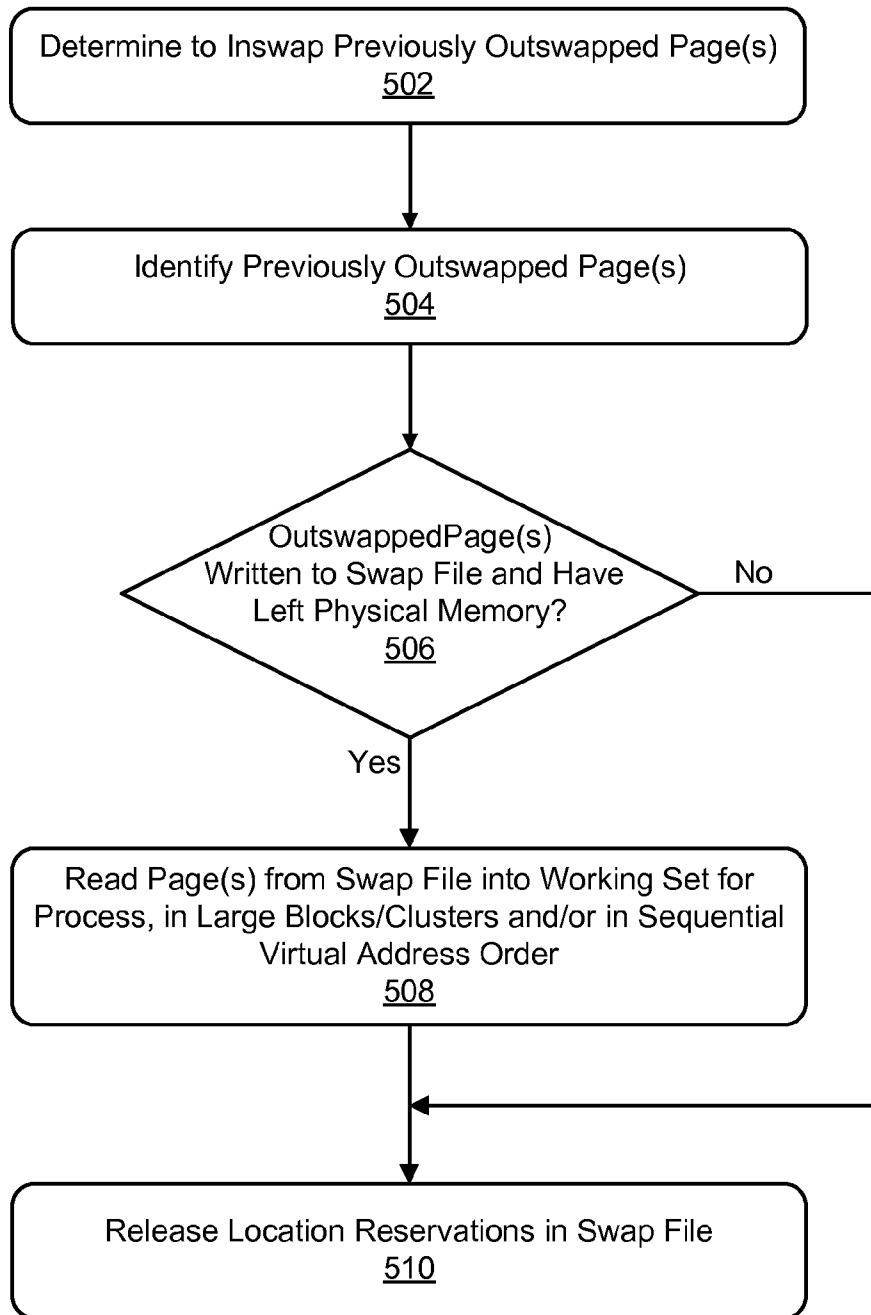 Determine to Inswap Previously Outswapped Page(s)
502
Identify Previously Outswapped Page(s)
504
OutswappedPage(s)
Written to Swap File and Have
Left Physical Memory?
506
No
Yes
Read Page(s) from Swap File into Working Set for
Process, in Large Blocks/Clusters and/or in Sequential
Virtual Address Order
508
Release Location Reservations in Swap File
510